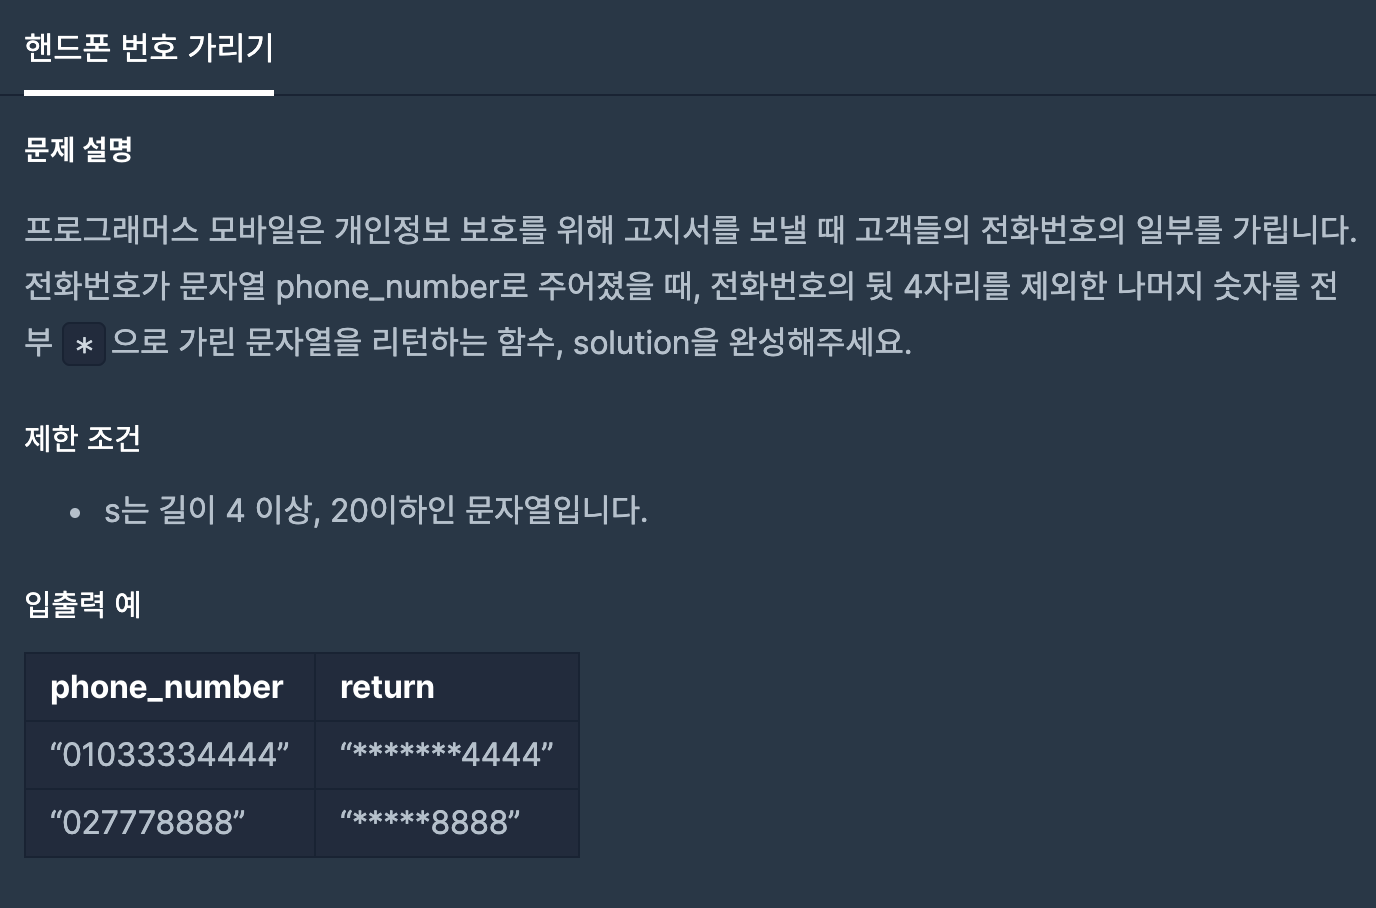 핸드폰 번호 가리기
문제 설명
프로그래머스 모바일은 개인정보 보호를 위해 고지서를 보낼 때 고객들의 전화번호의 일부를 가립니다.
전화번호가 문자열 phone_number로 주어졌을 때, 전화번호의 뒷 4자리를 제외한 나머지 숫자를 전
부 * 으로 가린 문자열을 리턴하는 함수, solution을 완성해주세요.
제한 조건
• s는 길이 4 이상, 20이하인 문자열입니다.
입출력 예
phone_number return
“01033334444” “*******4444”
“027778888” “*****8888”